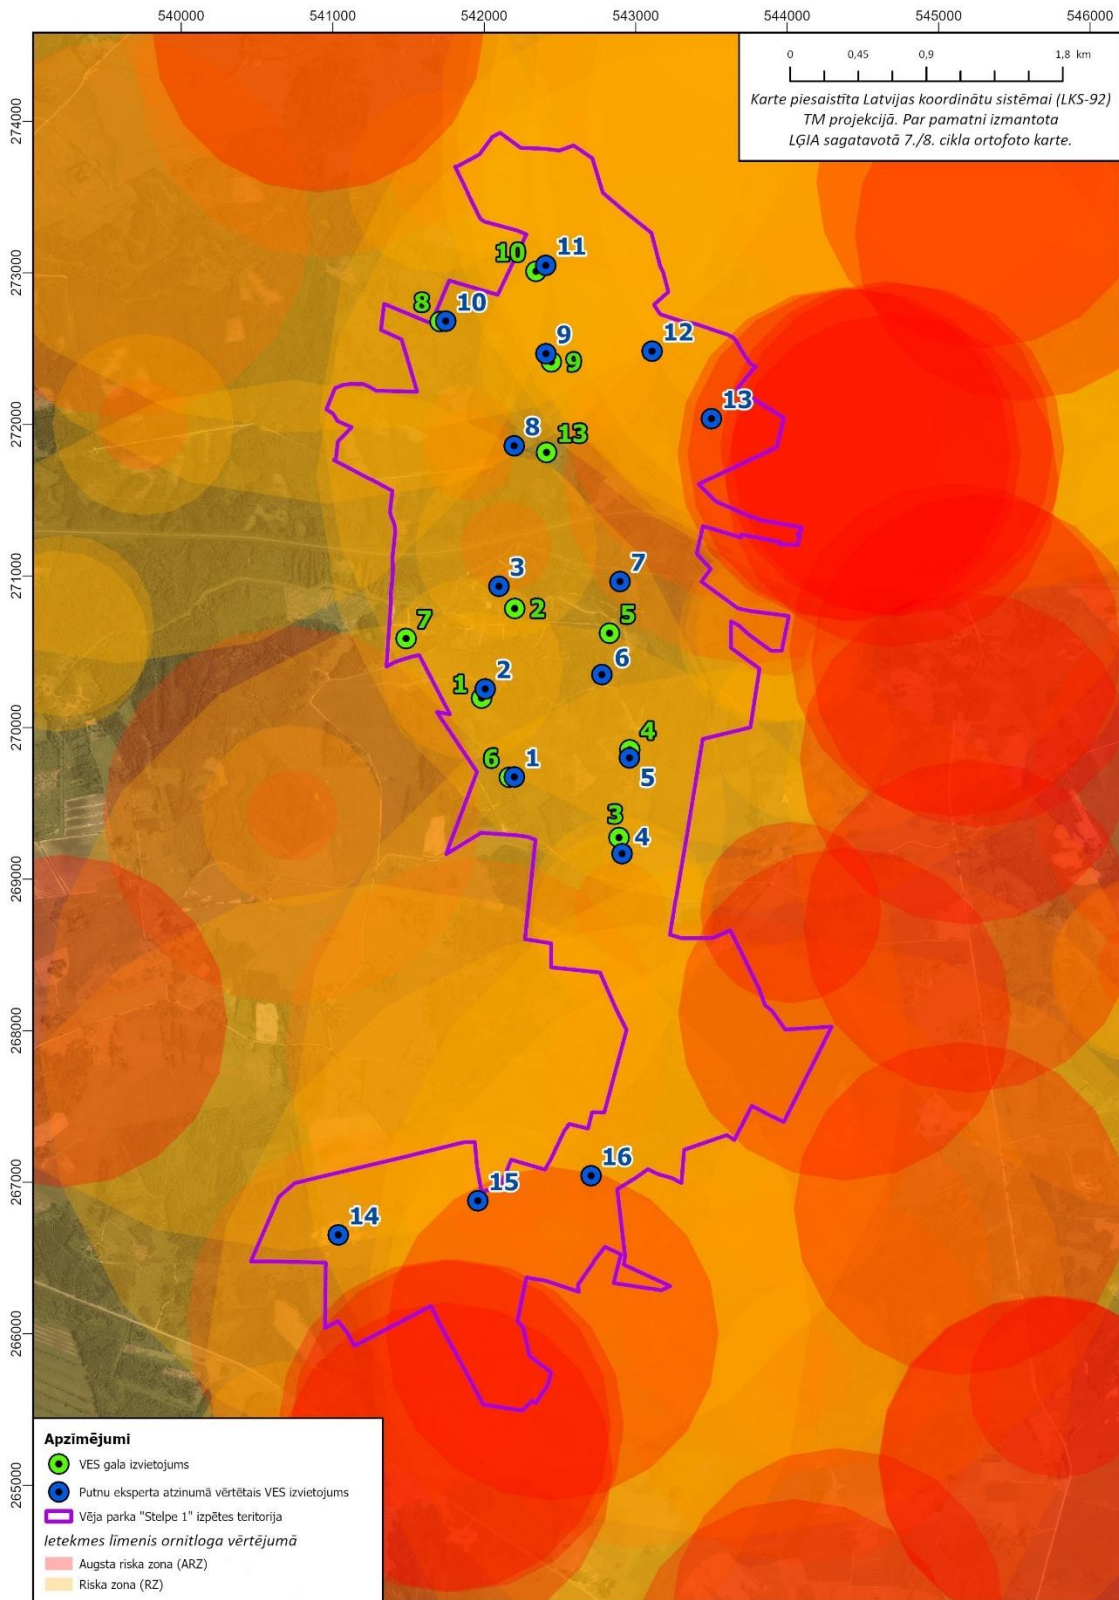 540000 541000 542000 543000 544000 545000 546000
0 0,45 0,9 1,8 km
Karte piesaistīta Latvijas koordinātu sistēmai (LKS-92)
TM projekcijā. Par pamatni izmantota
LĢIA sagatavotā 7./8. cikla ortofoto karte.
274000
273000
272000
271000
270000
269000
268000
267000
266000
265000
10 11
8 10
9 12
9
13
8 13
3 7
2 5
7
6
2
1
4
6 1
5
3
4
16
15
14
Apzīmējumi
VES gala izvietojums
Putnu eksperta atzinumā vērtētais VES izvietojums
Vēja parka "Stelpe 1" izpētes teritorija
Ietekmes līmenis ornitloga vērtējumā
Augsta riska zona (ARZ)
Riska zona (RZ)